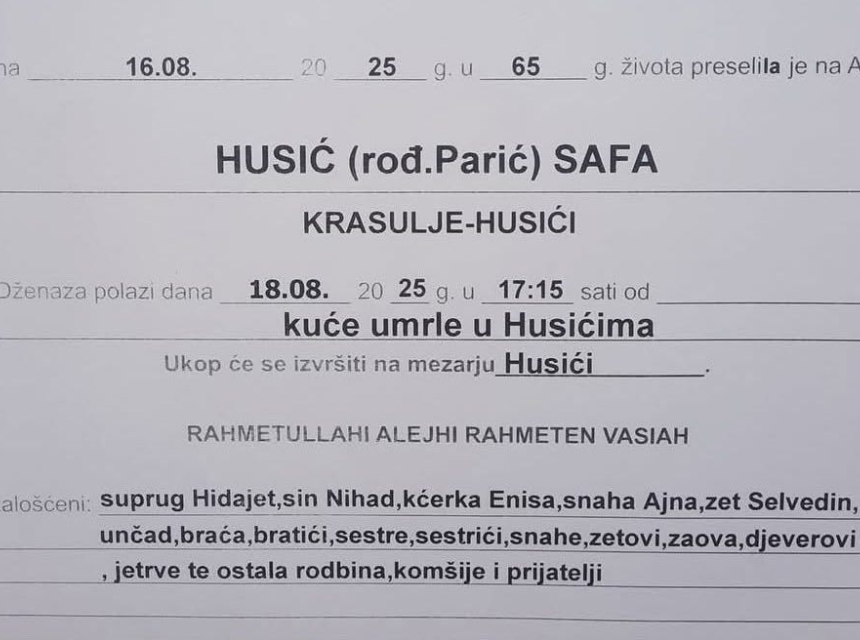 na 16.08. 20 25 g. u 65 g. života preselila je na A
HUSIĆ (rođ.Parić) SAFA
KRASULJE-HUSIĆI
Dženaza polazi dana 18.08. 20 25 g. u 17:15 sati od
kuće umrle u Husićima
Ukop će se izvršiti na mezarju Husići.
RAHMETULLAHI ALEJHI RAHMETEN VASIAH
alošćeni: suprug Hidajet,sin Nihad,kćerka Enisa,snaha Ajna,zet Selvedin,
unčad,braća,bratići,sestre,sestrići,snahe,zetovi,zaova,djeverovi
, jetrve te ostala rodbina,komšije i prijatelji